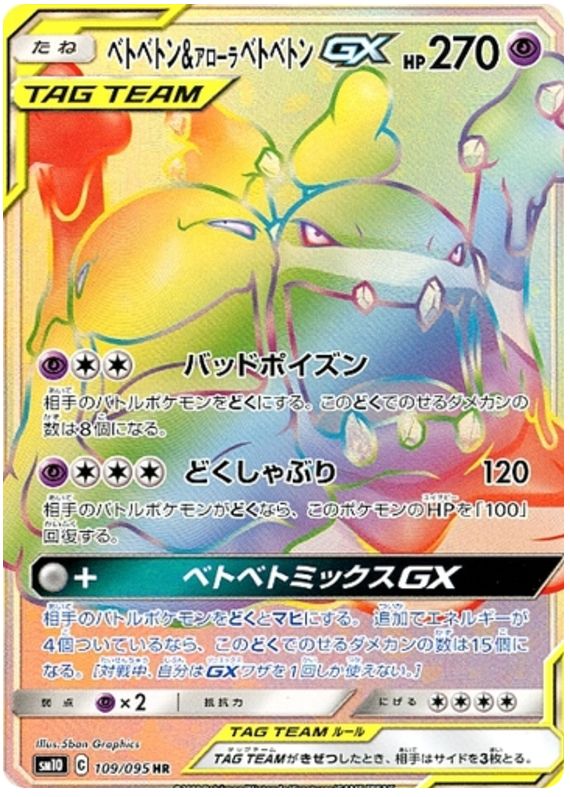 たね ベトベトン&アローラベトベトンGX HP270
TAG TEAM
バッドポイズン
相手のバトルポケモンをどくにする。このどくでのせるダメカンの
数は8個になる。
どくしゃぶり 120
相手のバトルポケモンがどくなら、このポケモンのHPを「100」
回復する。
+ ベトベトミックスGX
相手のバトルポケモンをどくとマヒにする。追加でエネルギーが
4個ついているなら、このどくでのせるダメカンの数は15個に
なる。[対戦中、自分はGXワザを1回しか使えない。]
弱点 ×2 抵抗力 にげる
Illus.5ban Graphics
TAG TEAM ルール
sm10 C 109/095 HR
TAG TEAMがきぜつしたとき、相手はサイドを3枚とる。